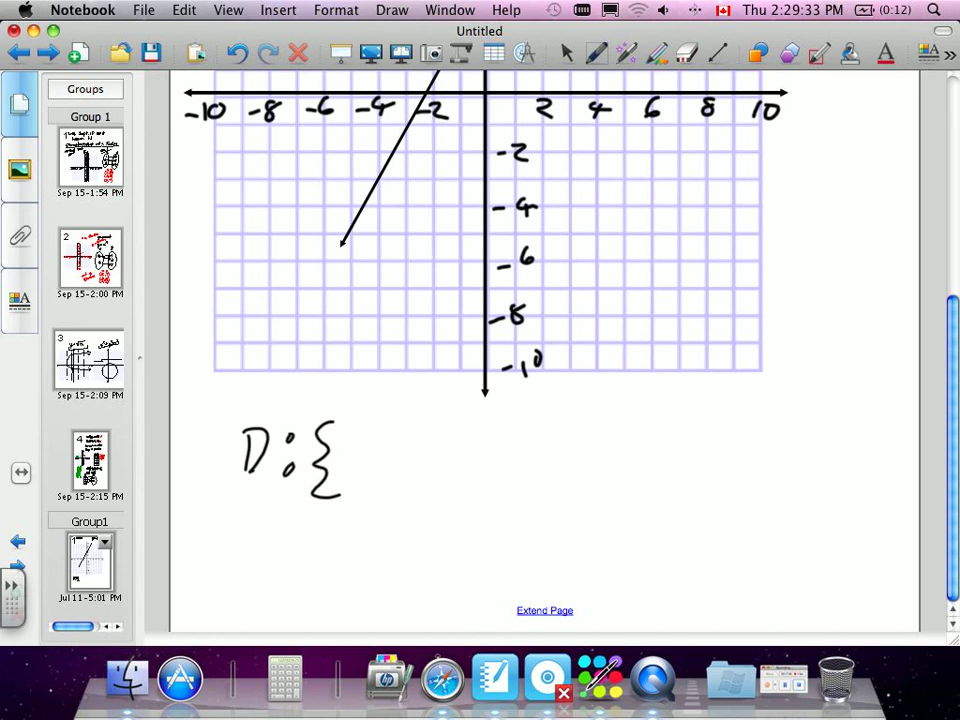 Notebook File Edit View Insert Format Draw Window Help Thu 2:29:33 PM (0:12)
Untitled
Groups
Group 1
Sep 15-1:54 PM
2
Sep 15-2:00 PM
3
Sep 15-2:09 PM
4
Sep 15-2:15 PM
Group1
Jul 11-5:01 PM
-10 -8 -6 -4 -2 2 4 6 8 10
-2
-4
-6
-8
-10
D:{
Extend Page
hp